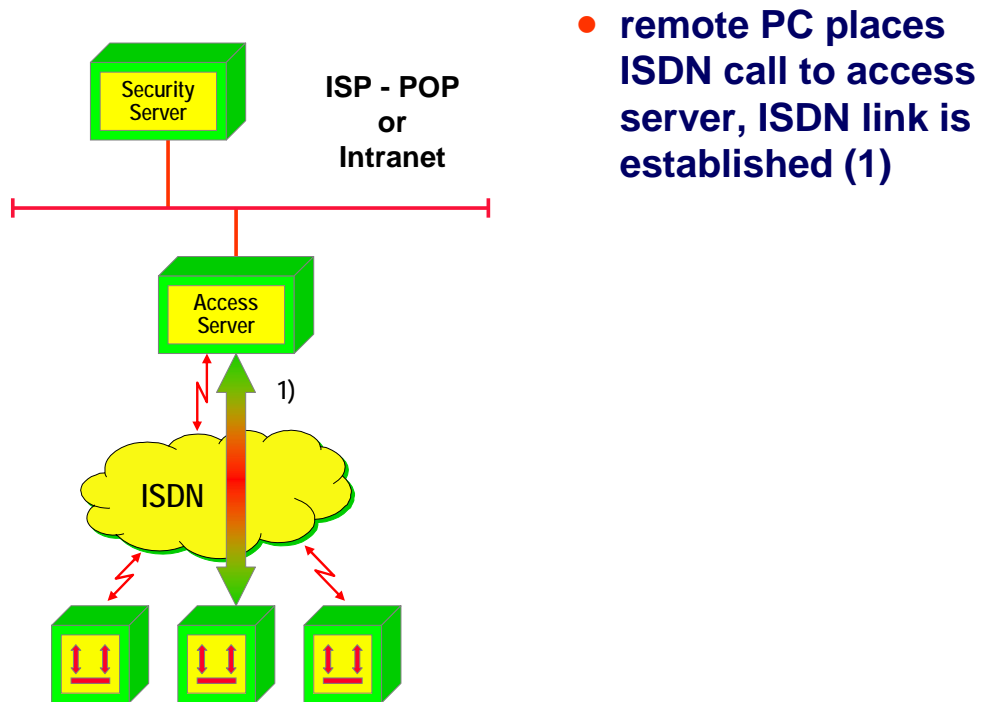 Security
Server
ISP - POP
or
Intranet
Access
Server
1)
ISDN
• remote PC places
ISDN call to access
server, ISDN link is
established (1)